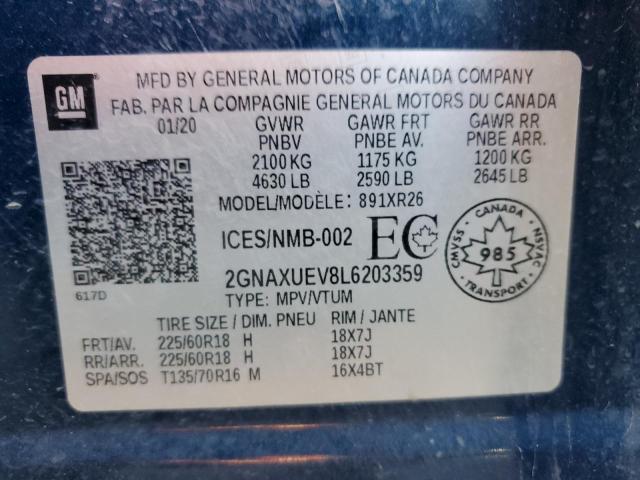 GM
MFD BY GENERAL MOTORS OF CANADA COMPANY
FAB. PAR LA COMPAGNIE GENERAL MOTORS DU CANADA
01/20 GVWR GAWR FRT GAWR RR
PNBV PNBE AV. PNBE ARR.
2100 KG 1175 KG 1200 KG
4630 LB 2590 LB 2645 LB
MODEL/MODÈLE: 891XR26
ICES/NMB-002 EC
CANADA
CMVSS 985 NSVAC
TRANSPORT
617D
2GNAXUEV8L6203359
TYPE: MPV/VTUM
TIRE SIZE / DIM. PNEU RIM / JANTE
FRT/AV. 225/60R18 H 18X7J
RR/ARR. 225/60R18 H 18X7J
SPA/SOS T135/70R16 M 16X4BT